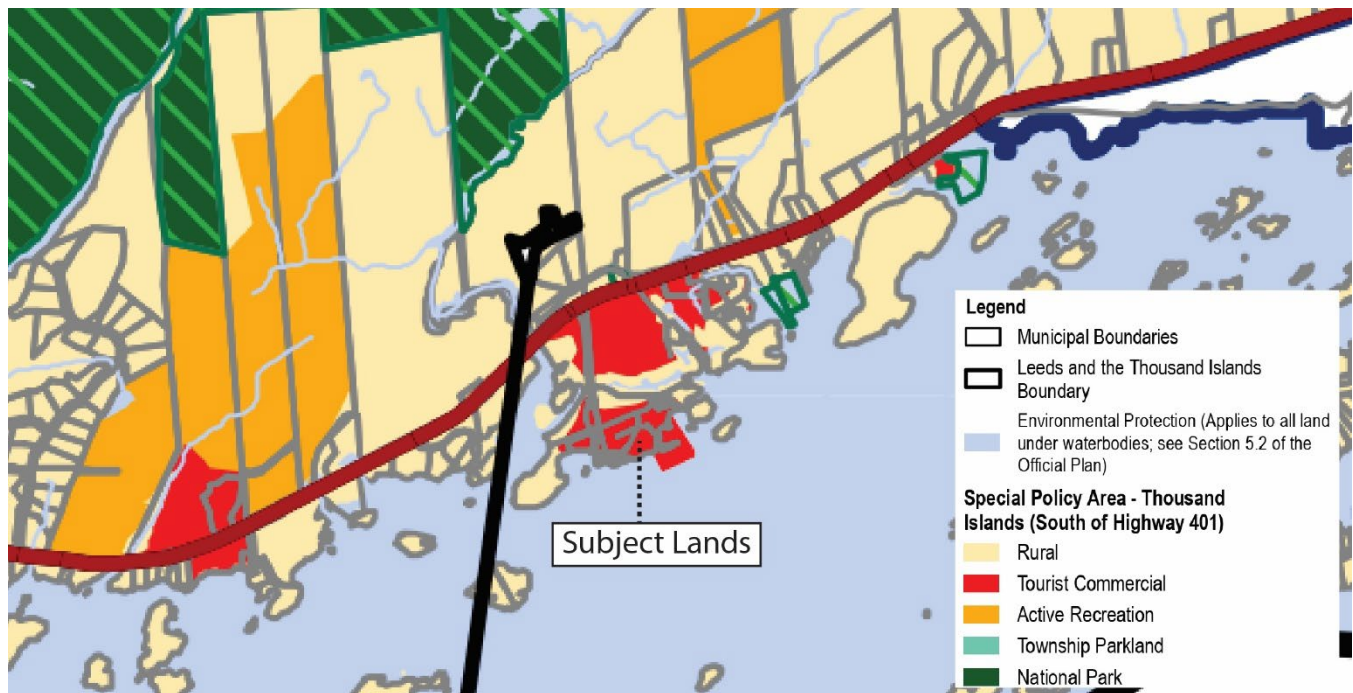 Subject Lands
Legend
Municipal Boundaries
Leeds and the Thousand Islands
Boundary
Environmental Protection (Applies to all land
under waterbodies; see Section 5.2 of the
Official Plan)
Special Policy Area - Thousand
Islands (South of Highway 401)
Rural
Tourist Commercial
Active Recreation
Township Parkland
National Park